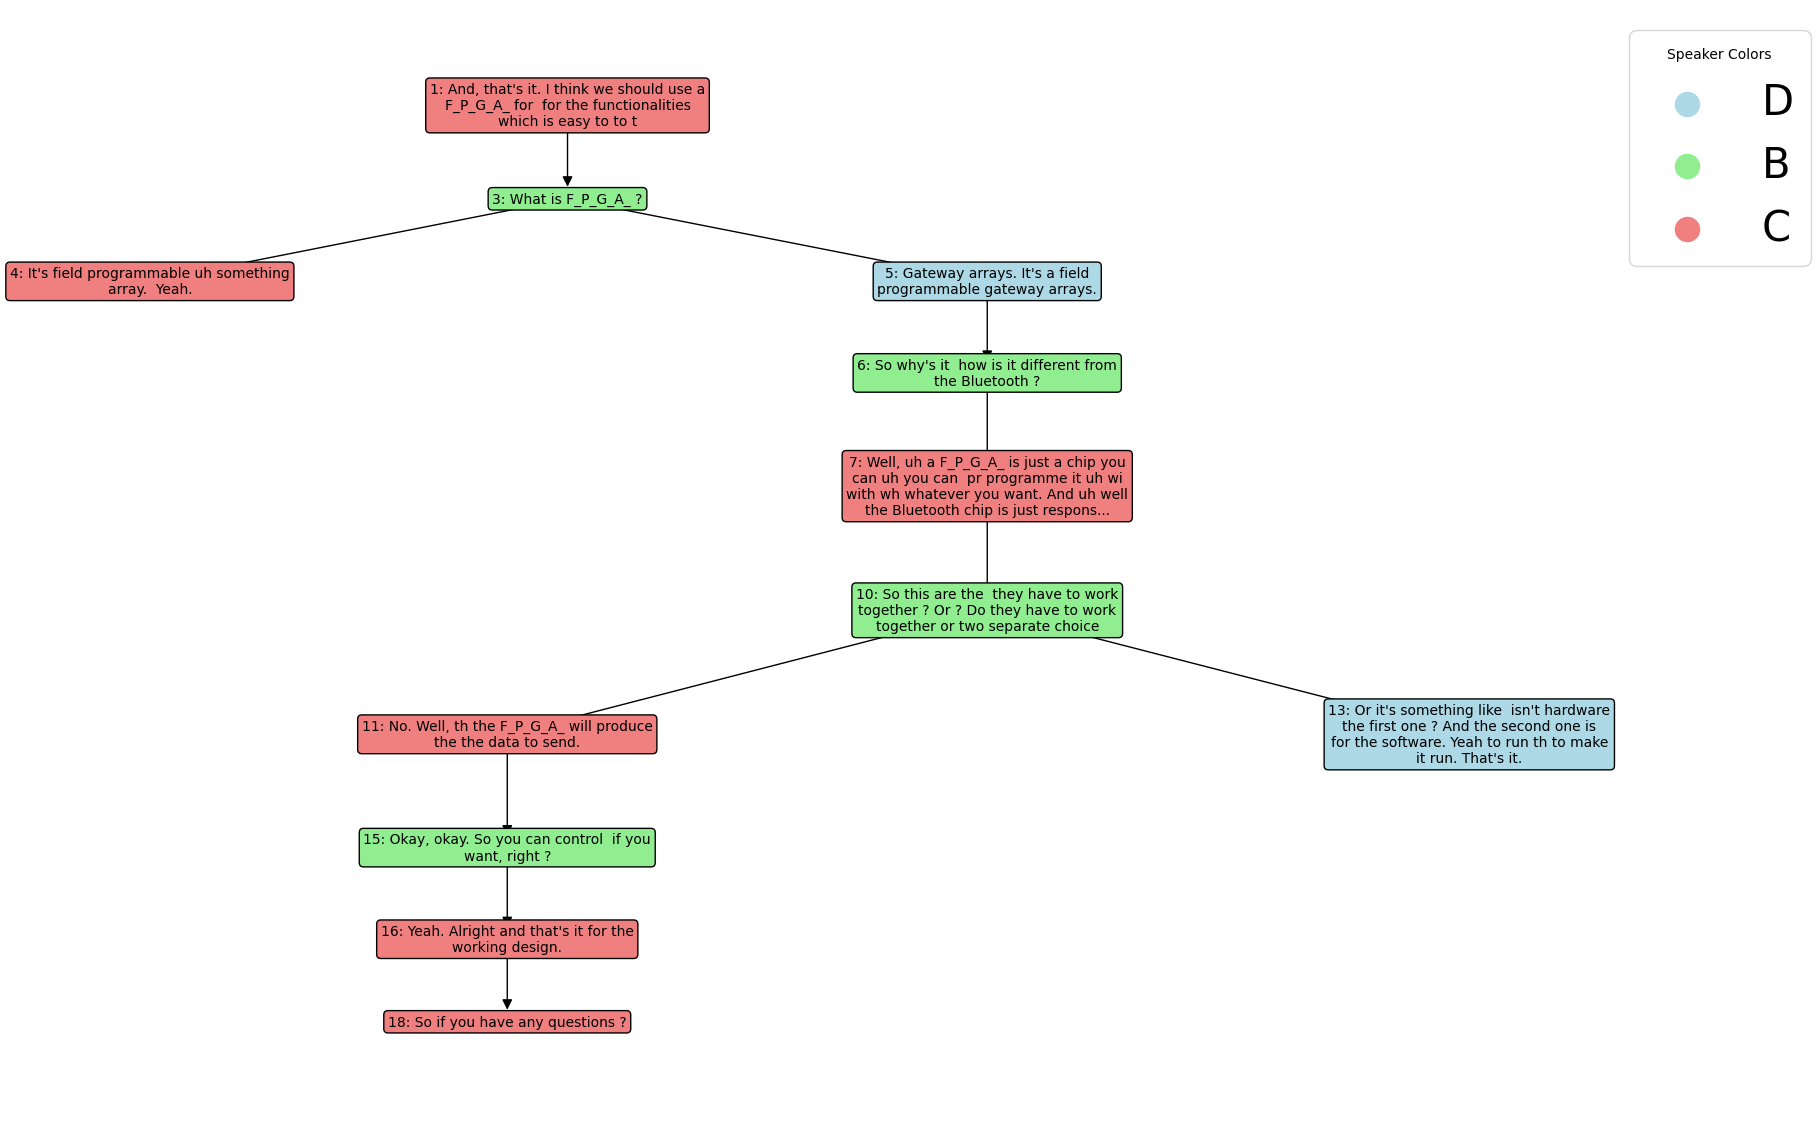 Speaker Colors
D
B
C
1: And, that's it. I think we should use a
F_P_G_A_ for  for the functionalities
which is easy to to t
3: What is F_P_G_A_ ?
4: It's field programmable uh something
array.  Yeah.
5: Gateway arrays. It's a field
programmable gateway arrays.
6: So why's it  how is it different from
the Bluetooth ?
7: Well, uh a F_P_G_A_ is just a chip you
can uh you can  pr programme it uh wi
with wh whatever you want. And uh well
the Bluetooth chip is just respons...
10: So this are the  they have to work
together ? Or ? Do they have to work
together or two separate choice
11: No. Well, th the F_P_G_A_ will produce
the the data to send.
13: Or it's something like  isn't hardware
the first one ? And the second one is
for the software. Yeah to run th to make
it run. That's it.
15: Okay, okay. So you can control  if you
want, right ?
16: Yeah. Alright and that's it for the
working design.
18: So if you have any questions ?